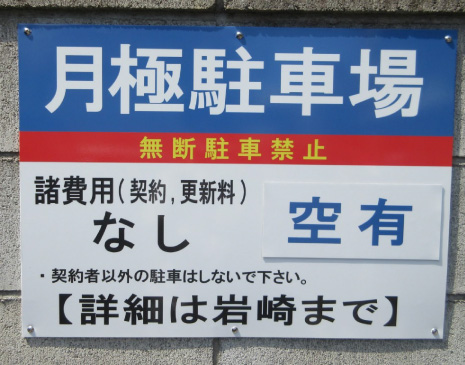 月極駐車場
無断駐車禁止
諸費用(契約,更新料)
なし
空有
・契約者以外の駐車はしないで下さい。
【詳細は岩崎まで】